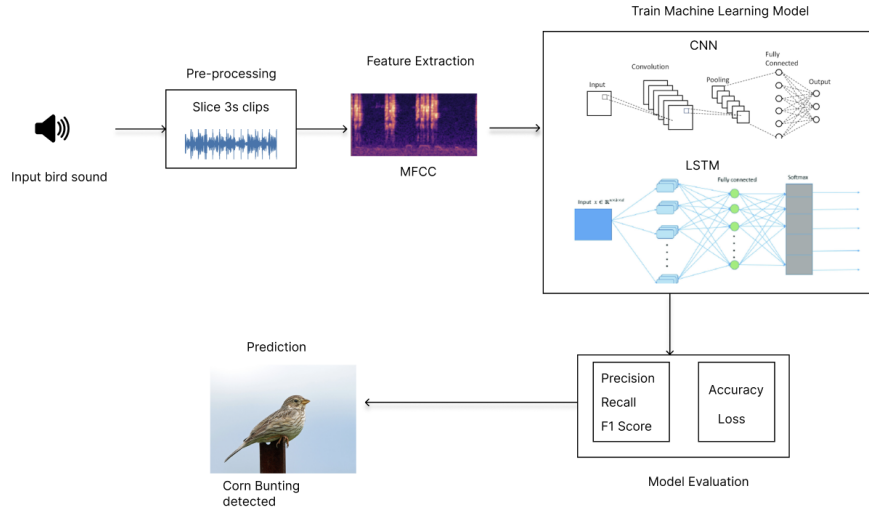 Train Machine Learning Model
Pre-processing
Feature Extraction
CNN
Slice 3s clips
Input
Convolution
Pooling
Fully
Connected
Output
Input bird sound
MFCC
LSTM
Fully connected
Softmax
Prediction
Precision
Recall
F1 Score
Accuracy
Loss
Model Evaluation
Corn Bunting
detected